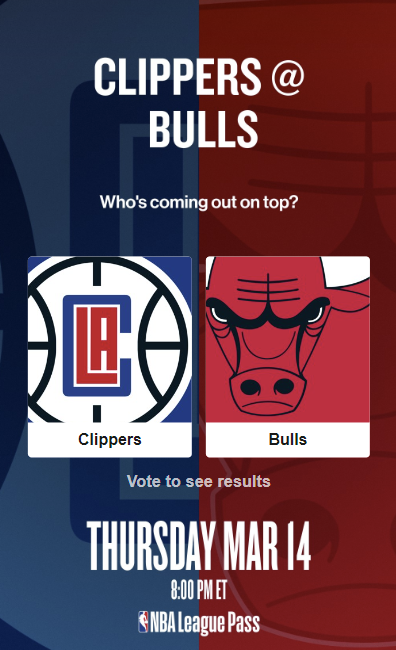 CLIPPERS @
BULLS
Who's coming out on top?
LA
Clippers
Bulls
Vote to see results
THURSDAY MAR 14
8:00 PM ET
NBA League Pass